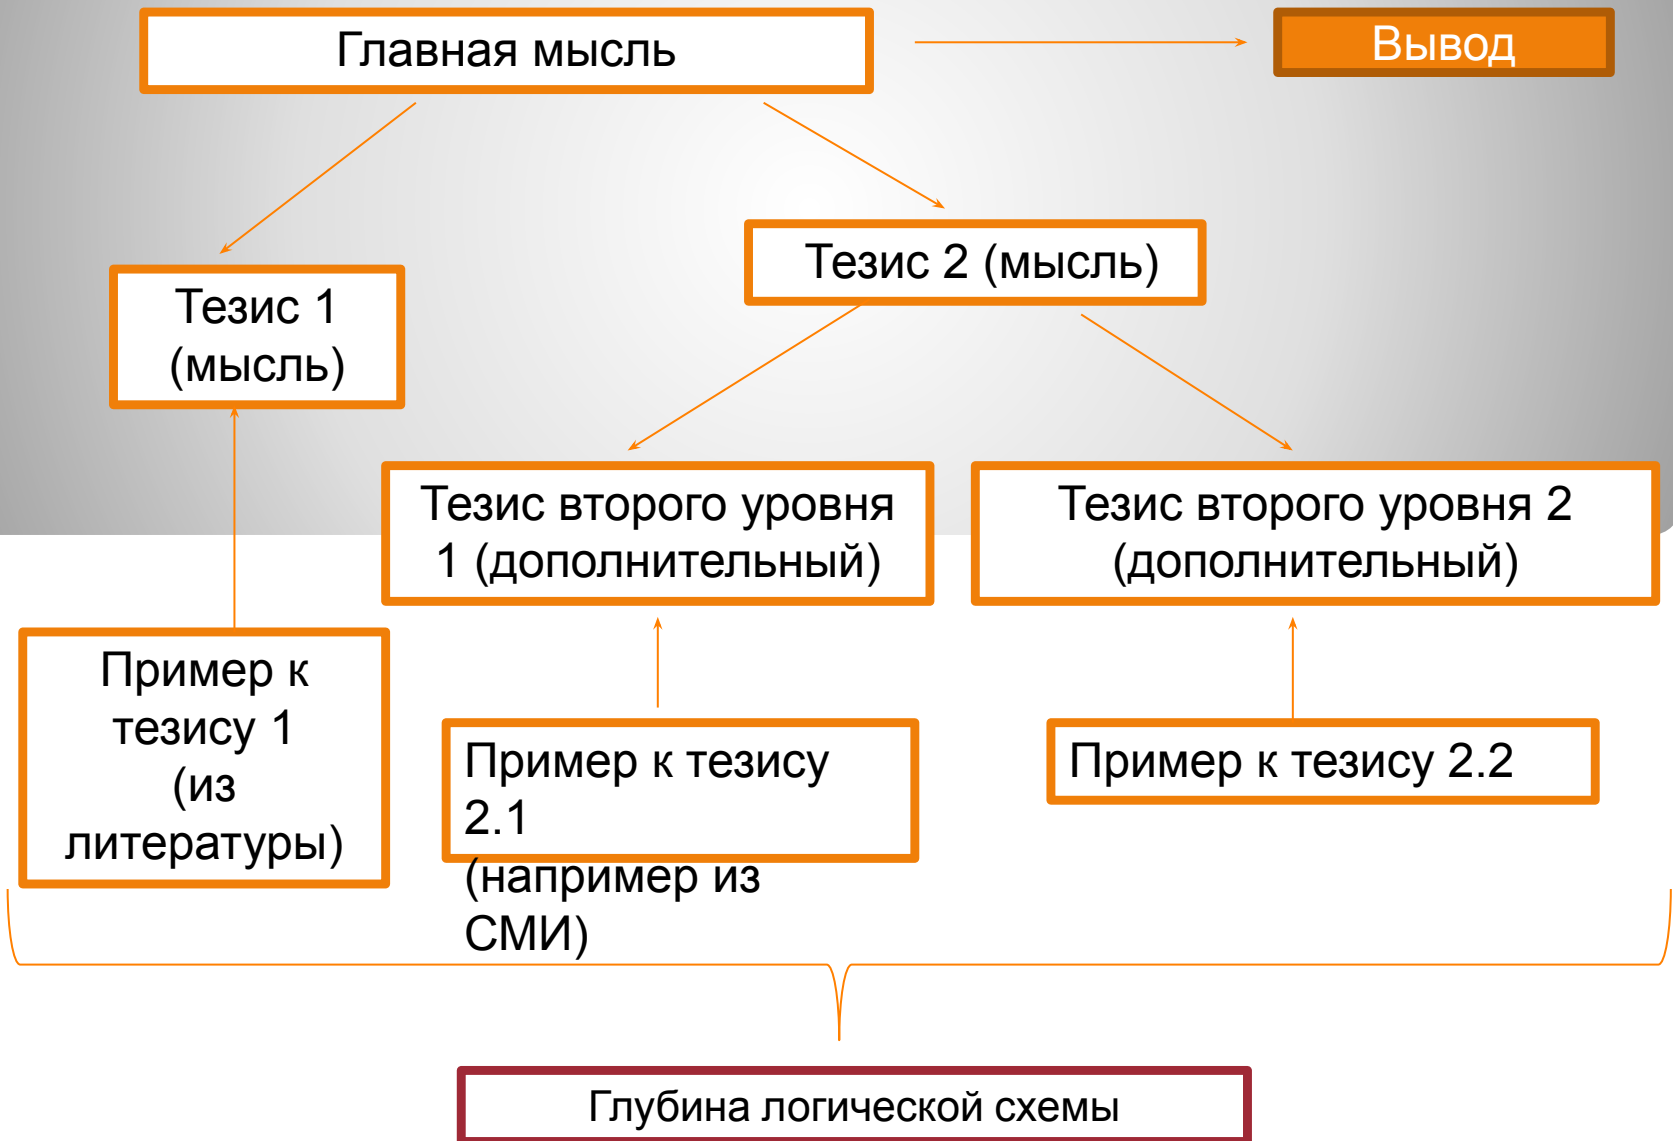 Главная мысль
Вывод
Тезис 2 (мысль)
Тезис 1
(мысль)
Тезис второго уровня
1 (дополнительный)
Тезис второго уровня 2
(дополнительный)
Пример к
тезису 1
(из
литературы)
Пример к тезису
2.1
(например из
СМИ)
Пример к тезису 2.2
Глубина логической схемы